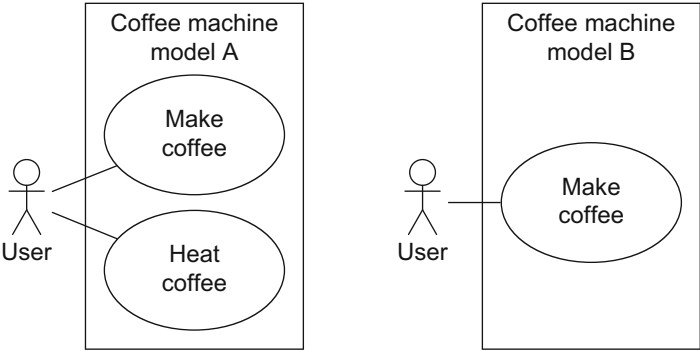 Coffee machine
model A
Make
coffee
User
Heat
coffee
Coffee machine
model B
Make
coffee
User